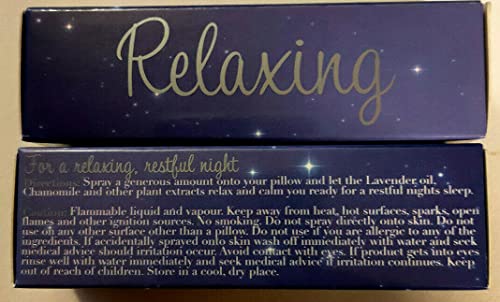 Relaxing
For a relaxing, restful night
Directions: Spray a generous amount onto your pillow and let the Lavender oil,
Chamomile and other plant extracts relax and calm you ready for a restful nights sleep.
Caution: Flammable liquid and vapour. Keep away from heat, hot surfaces, sparks, open
flames and other ignition sources. No smoking. Do not spray directly onto skin. Do not
use on any other surface other than a pillow. Do not use if you are allergic to any of the
ingredients. If accidentally sprayed onto skin wash off immediately with water and seek
medical advice should irritation occur. Avoid contact with eyes. If product gets into eyes
rinse well with water immediately and seek medical advice if irritation continues. Keep
out of reach of children. Store in a cool, dry place.